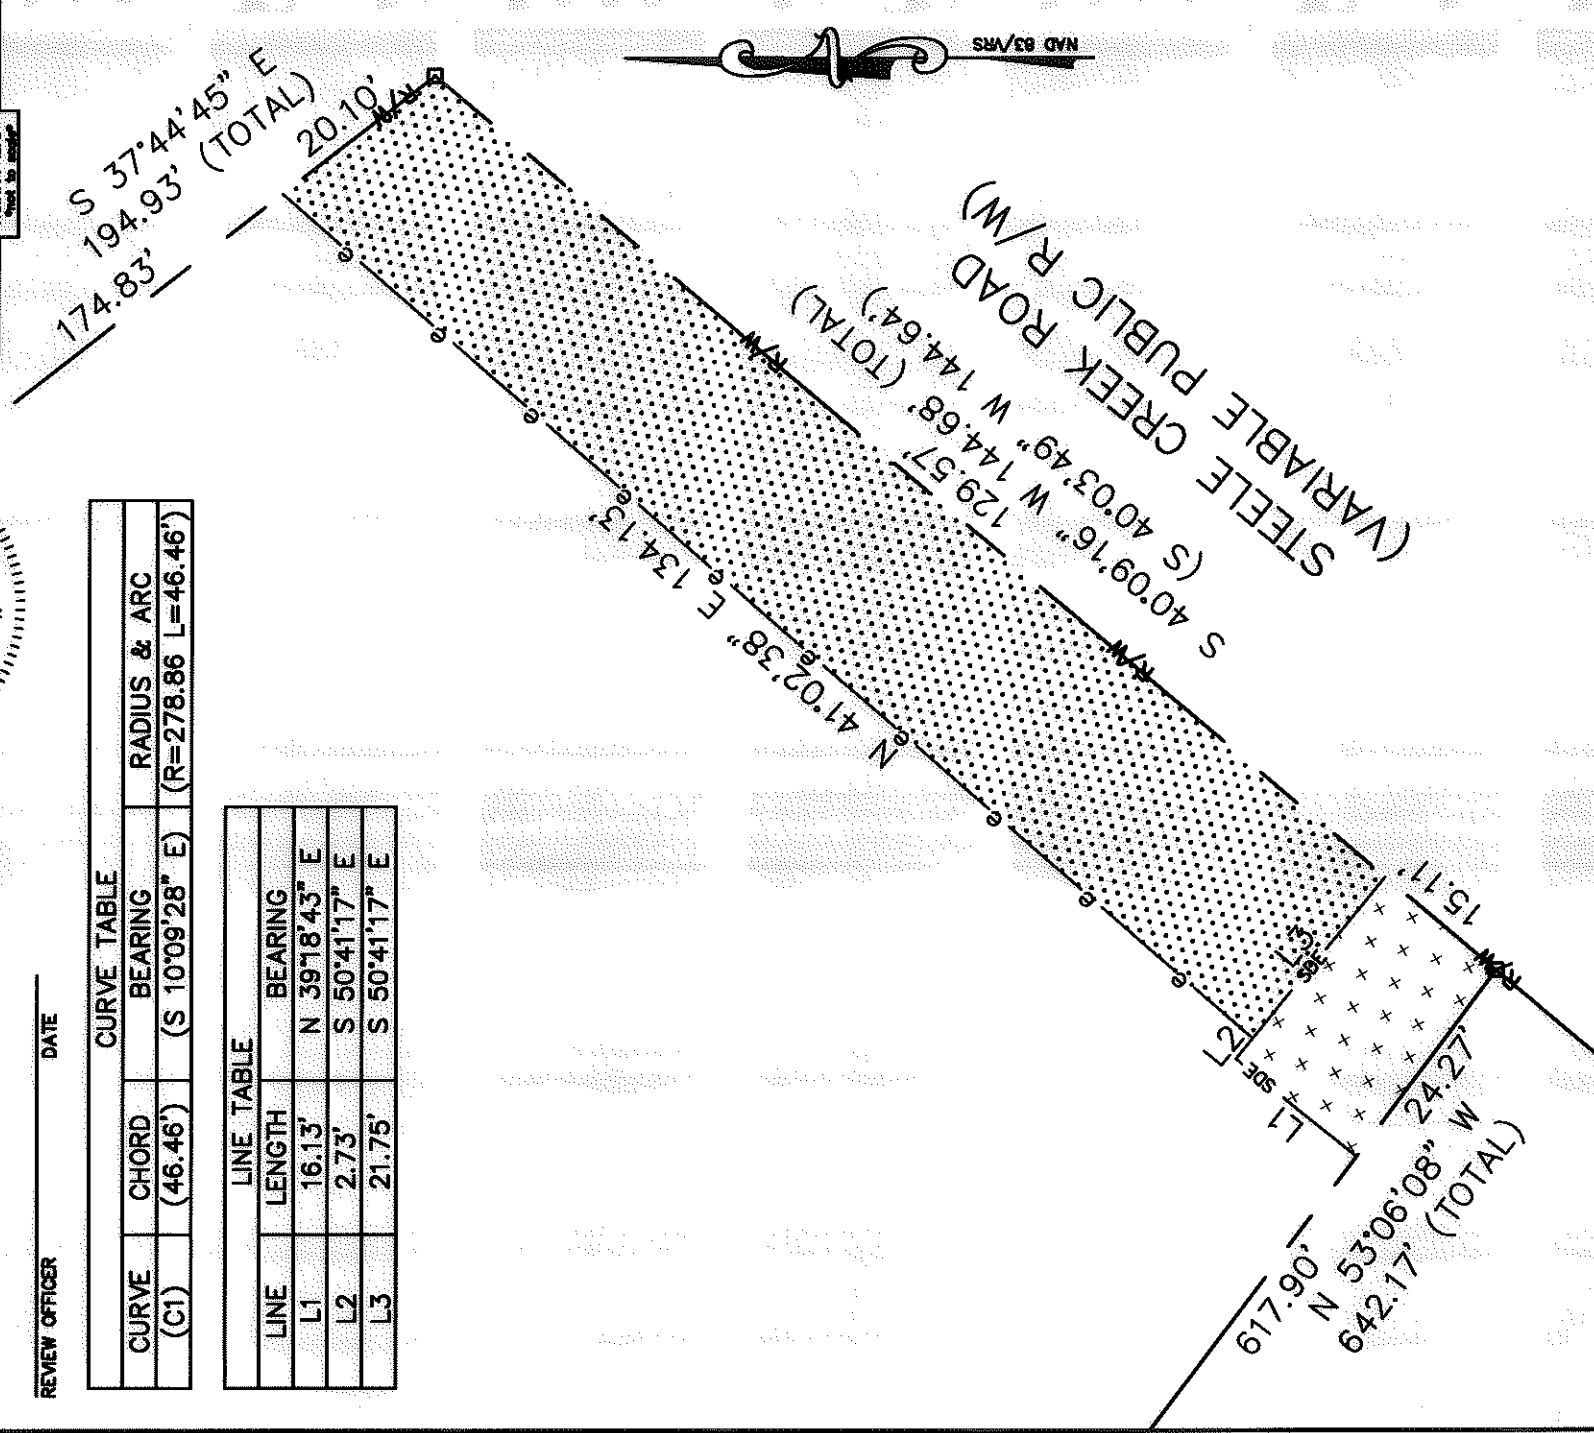 REVIEW OFFICER DATE
CURVE TABLE
CURVE CHORD BEARING RADIUS & ARC
(C1) (46.46') (S 10°09'28" E) (R=278.86 L=46.46')
LINE TABLE
LINE LENGTH BEARING
L1 16.13' N 39°18'43" E
L2 2.73' S 50°41'17" E
L3 21.75' S 50°41'17" E
S 37°44'45" E
194.93' (TOTAL)
174.83'
20.10'
R/W
NAD 83/VRS
N 41°02'38" E 134.13'
e e e e e e e e e e
R/W
R/W
129.57'
S 40°09'16" W 144.68' (TOTAL)
(S 40°03'49" W 144.64')
STEELE CREEK ROAD
(VARIABLE PUBLIC R/W)
L2
L3
SDE
SDE
L1
15.11'
R/W
24.27'
617.90'
N 53°06'08" W
642.17' (TOTAL)